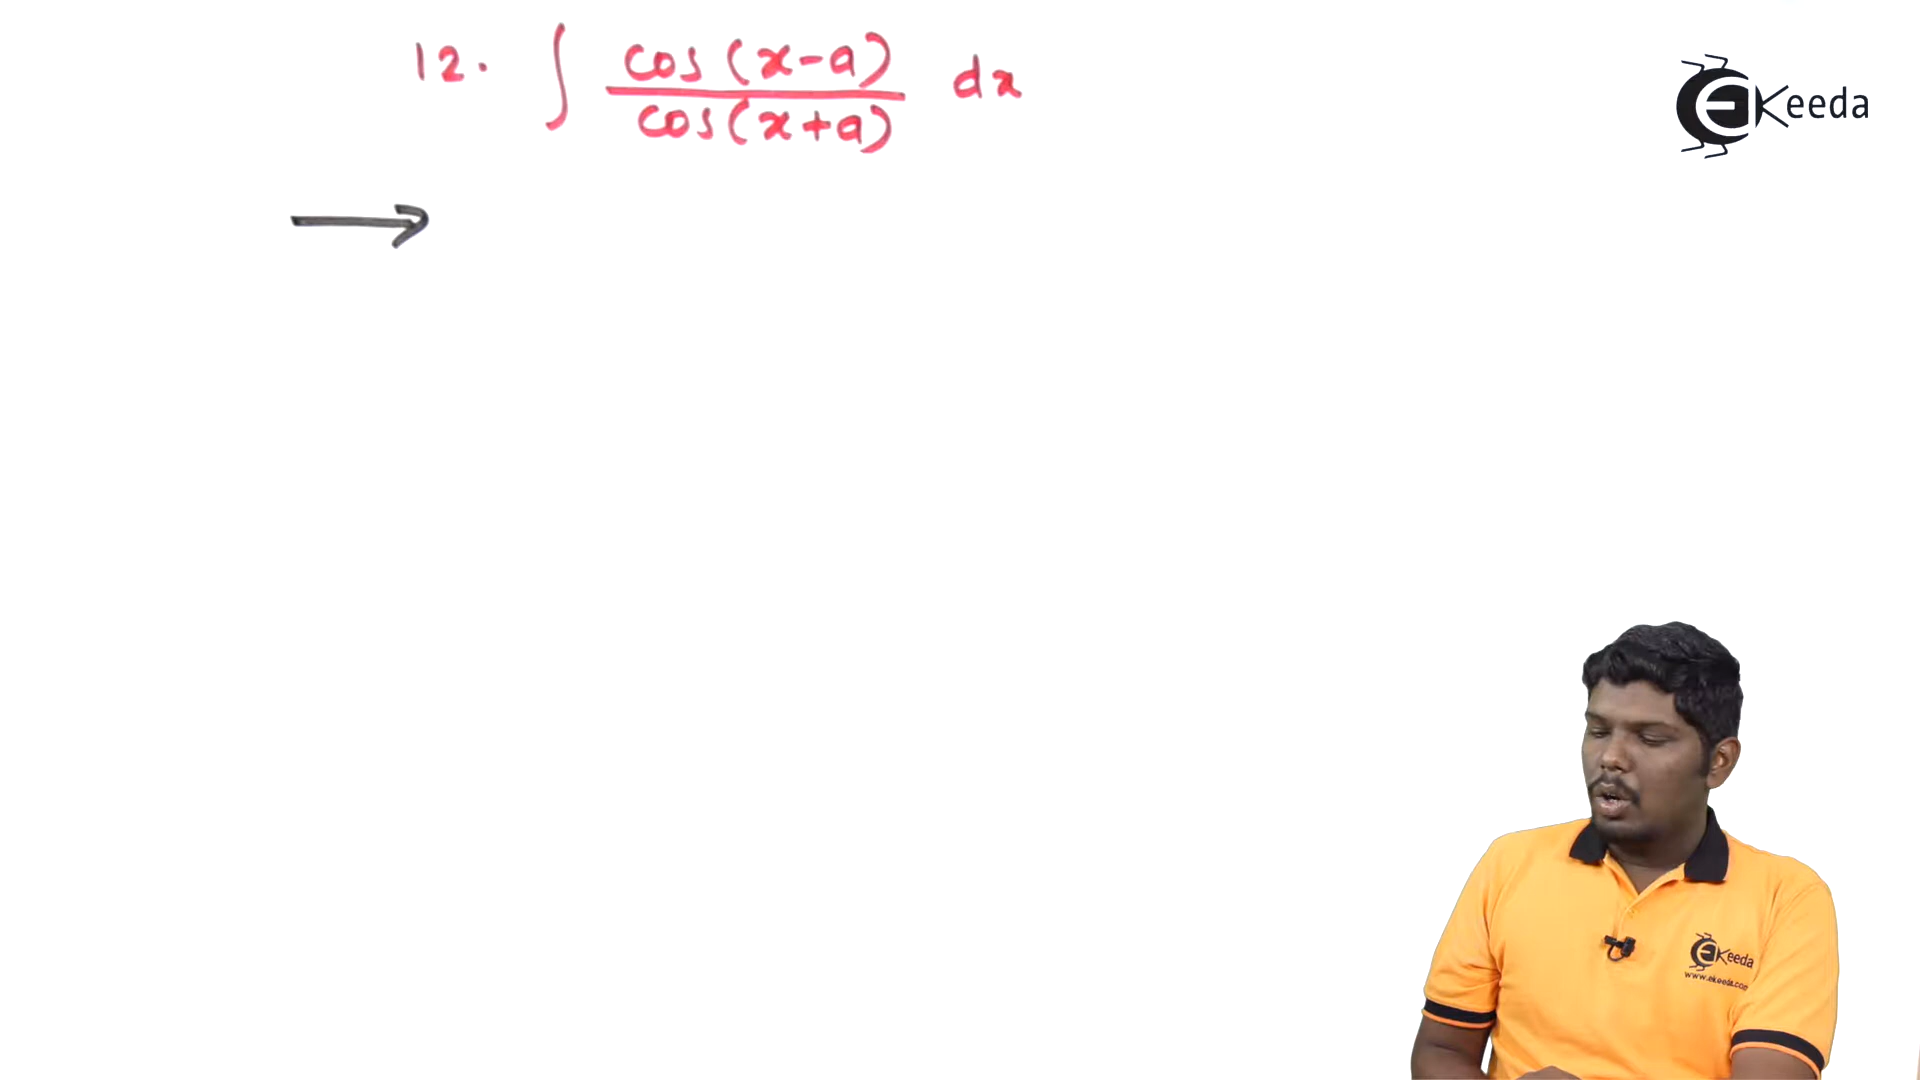 12. ∫ cos(x-a)/cos(x+a) dx
EKeeda
EKeeda
www.ekeeda.com